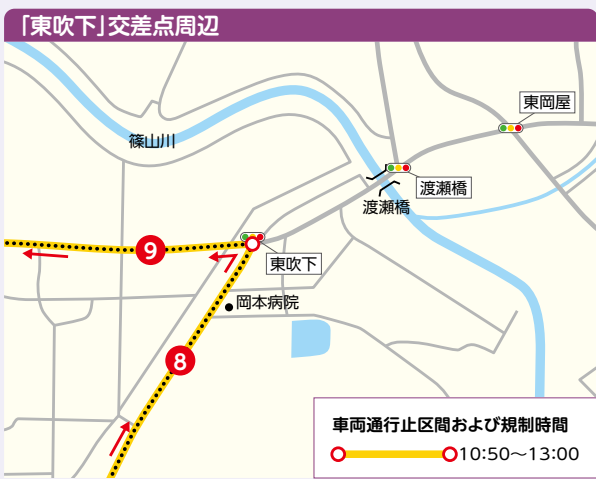 「東吹下」交差点周辺
東岡屋
篠山川
渡瀬橋
渡瀬橋
9
東吹下
岡本病院
8
車両通行止区間および規制時間
10:50～13:00